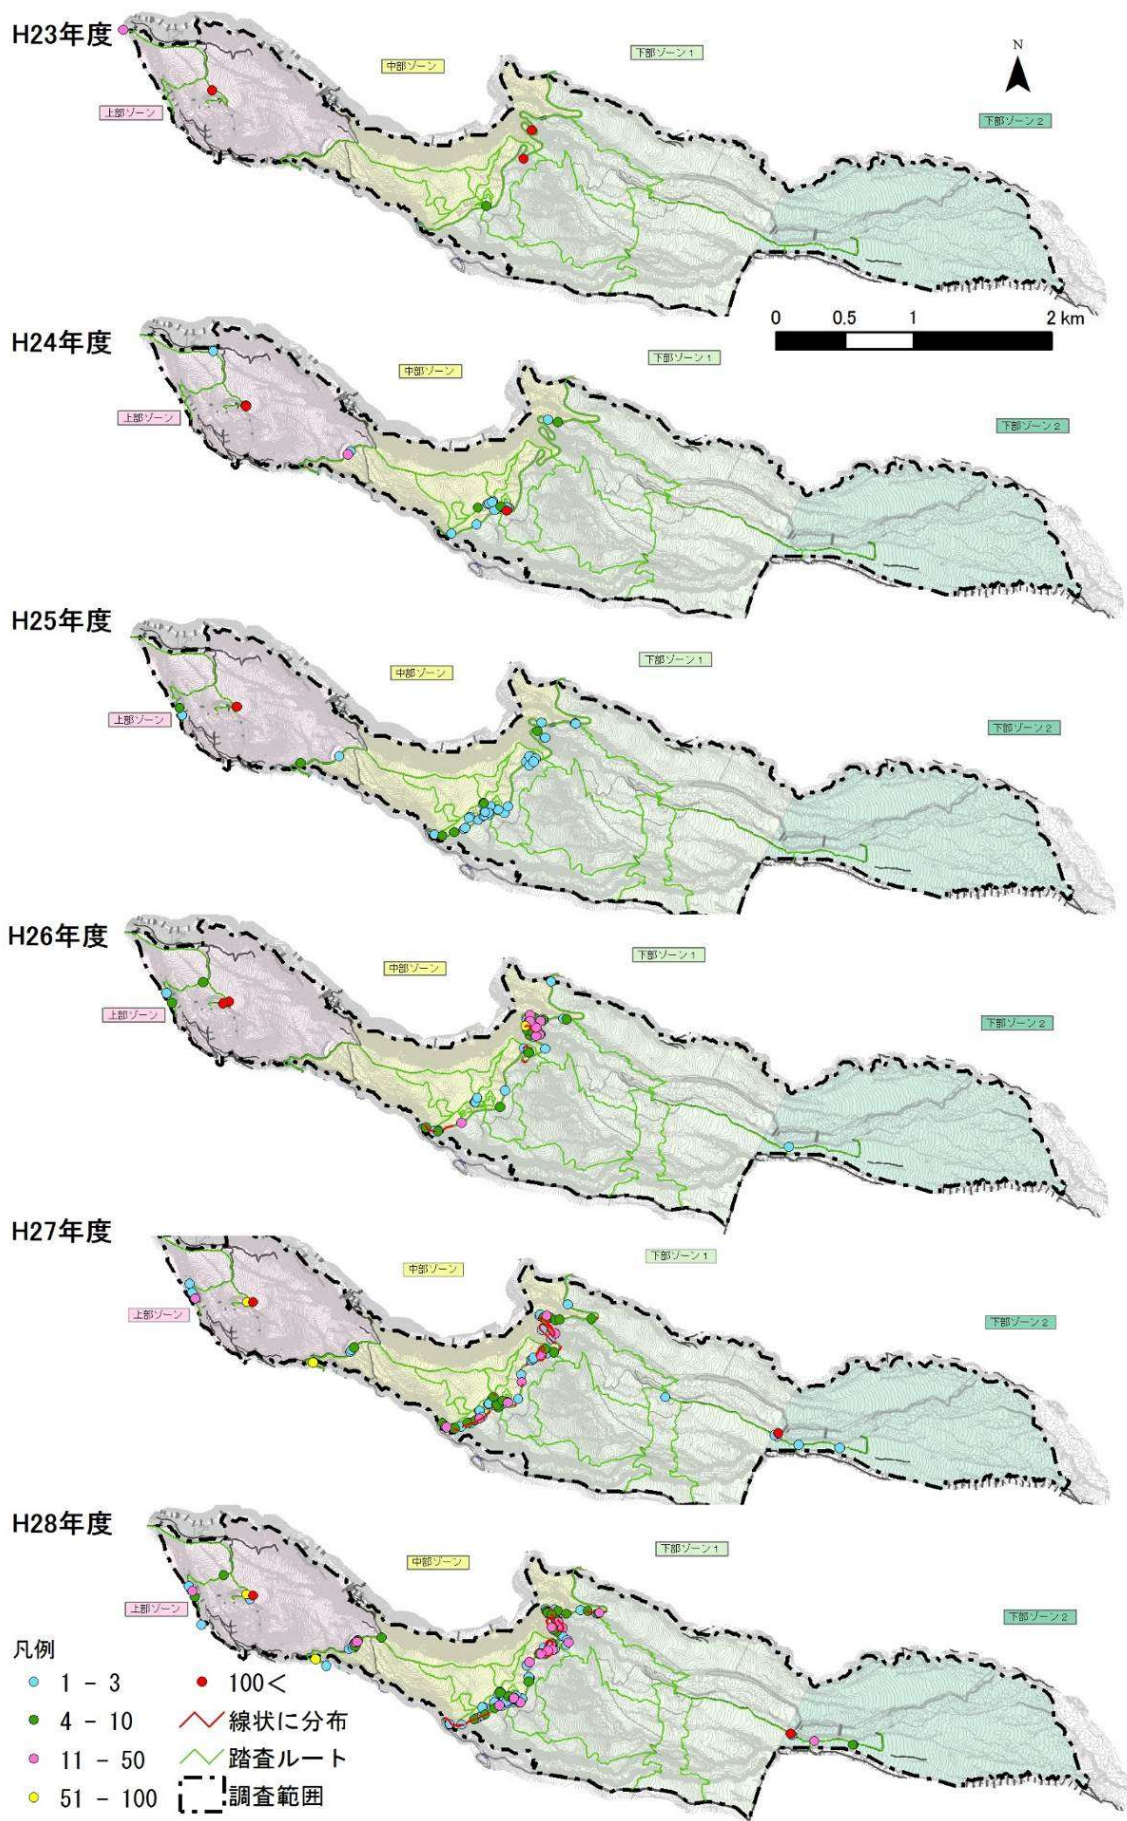 H23年度
中部ゾーン
下部ゾーン1
N
上部ゾーン
下部ゾーン2
0 0.5 1 2 km
H24年度
中部ゾーン
下部ゾーン1
上部ゾーン
下部ゾーン2
H25年度
中部ゾーン
下部ゾーン1
上部ゾーン
下部ゾーン2
H26年度
中部ゾーン
下部ゾーン1
上部ゾーン
下部ゾーン2
H27年度
中部ゾーン
下部ゾーン1
上部ゾーン
下部ゾーン2
H28年度
中部ゾーン
下部ゾーン1
上部ゾーン
下部ゾーン2
凡例
1 - 3
4 - 10
11 - 50
51 - 100
100<
線状に分布
踏査ルート
調査範囲